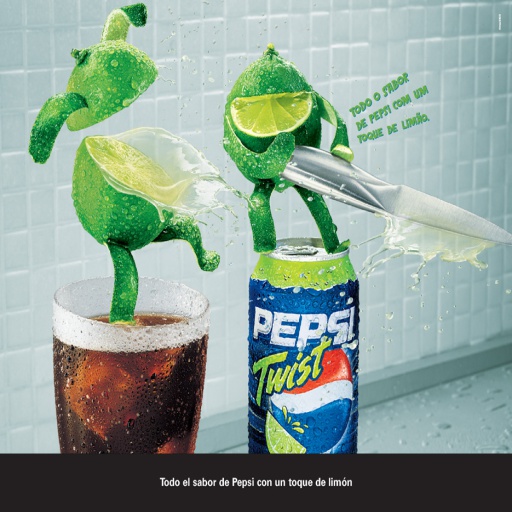 TODO O SABOR
DE PEPSI COM UM
TOQUE DE LIMÃO.
PEPSI
Twist
Todo el sabor de Pepsi con un toque de limón